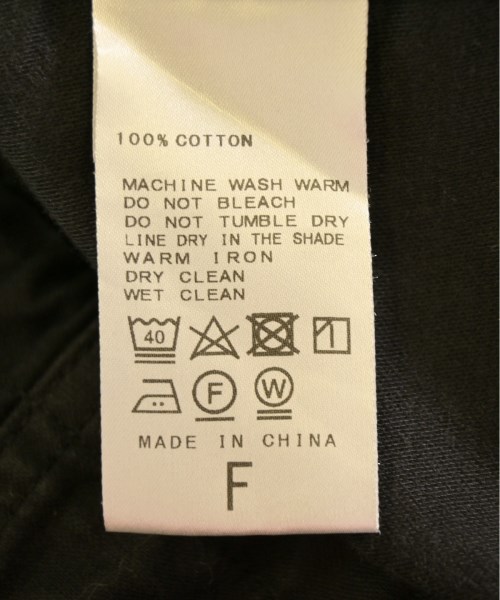 100% COTTON
MACHINE WASH WARM
DO NOT BLEACH
DO NOT TUMBLE DRY
LINE DRY IN THE SHADE
WARM IRON
DRY CLEAN
WET CLEAN
40
F W
MADE IN CHINA
F